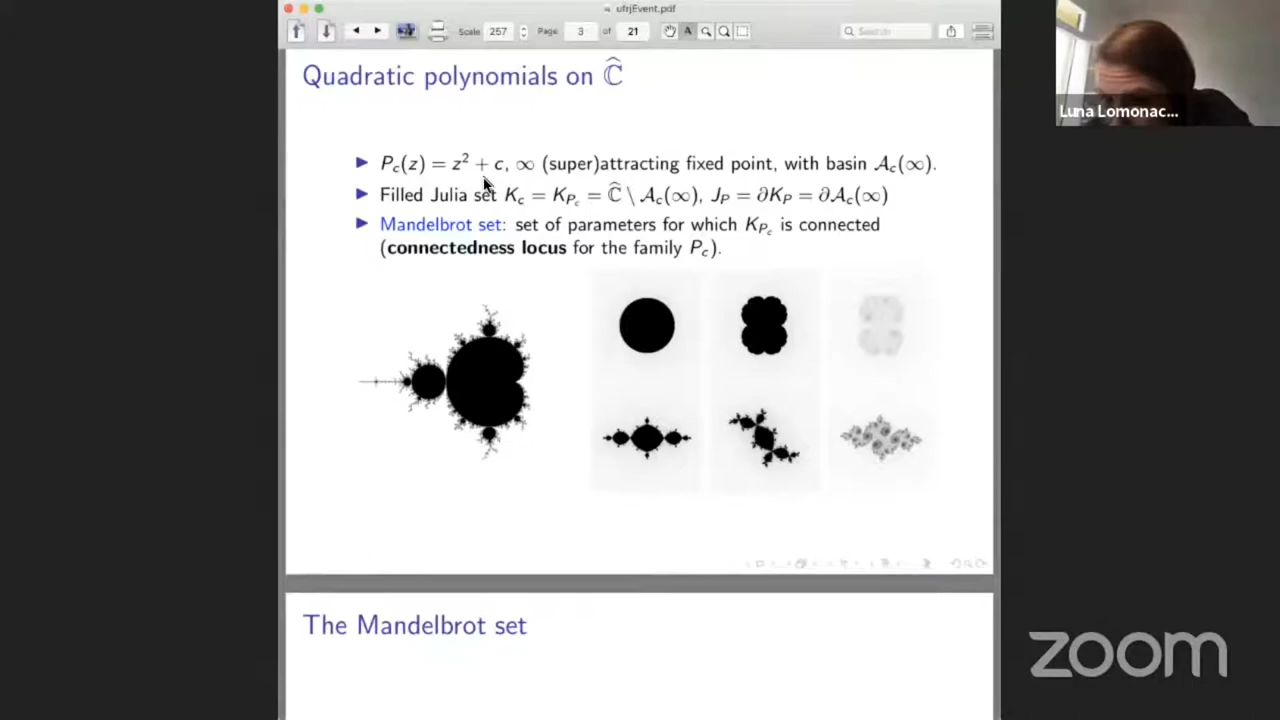 ufrjEvent.pdf
Scale 257 Page 3 of 21 Search
Quadratic polynomials on ℂ̂
▶ P_c(z) = z² + c, ∞ (super)attracting fixed point, with basin 𝒜_c(∞).
▶ Filled Julia set K_c = K_{P_c} = ℂ̂ \ 𝒜_c(∞), J_P = ∂K_P = ∂𝒜_c(∞)
▶ Mandelbrot set: set of parameters for which K_{P_c} is connected
(connectedness locus for the family P_c).
The Mandelbrot set
Luna Lomonac...
zoom